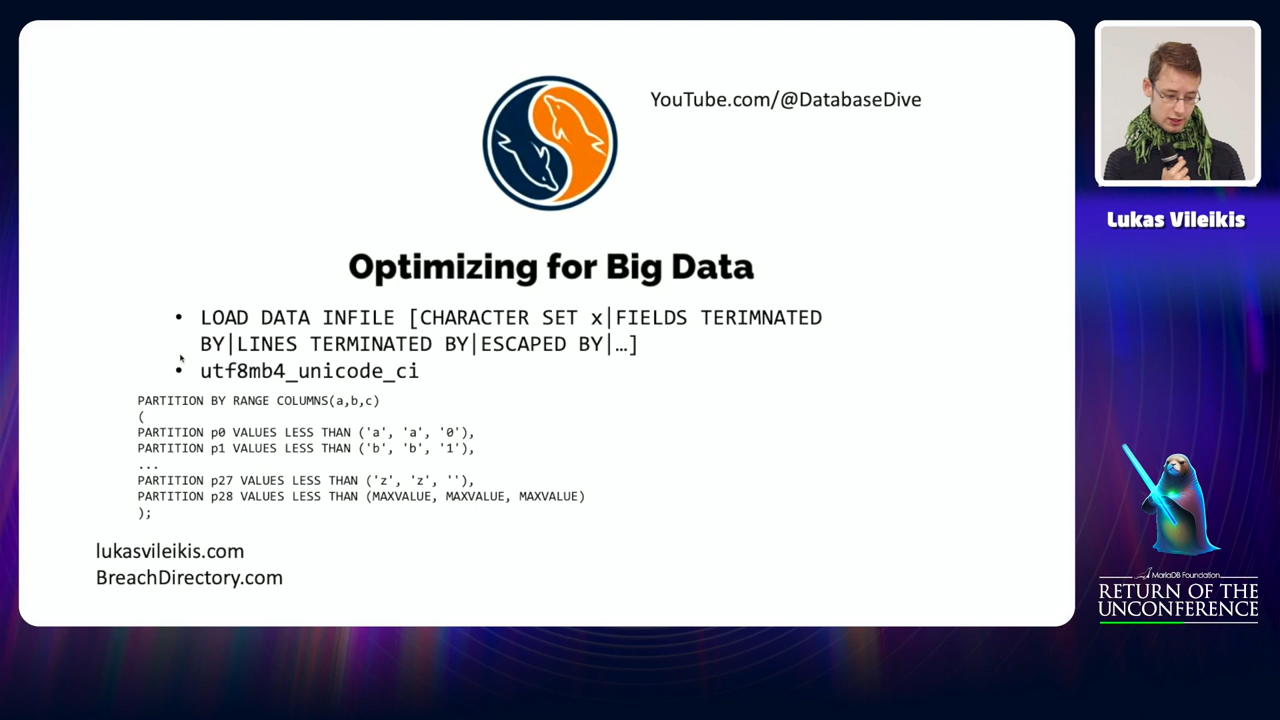 YouTube.com/@DatabaseDive
Optimizing for Big Data
• LOAD DATA INFILE [CHARACTER SET x|FIELDS TERIMNATED
BY|LINES TERMINATED BY|ESCAPED BY|…]
• utf8mb4_unicode_ci
PARTITION BY RANGE COLUMNS(a,b,c)
(
PARTITION p0 VALUES LESS THAN ('a', 'a', '0'),
PARTITION p1 VALUES LESS THAN ('b', 'b', '1'),
...
PARTITION p27 VALUES LESS THAN ('z', 'z', ''),
PARTITION p28 VALUES LESS THAN (MAXVALUE, MAXVALUE, MAXVALUE)
);
lukasvileikis.com
BreachDirectory.com
Lukas Vileikis
MariaDB Foundation
RETURN OF THE
UNCONFERENCE